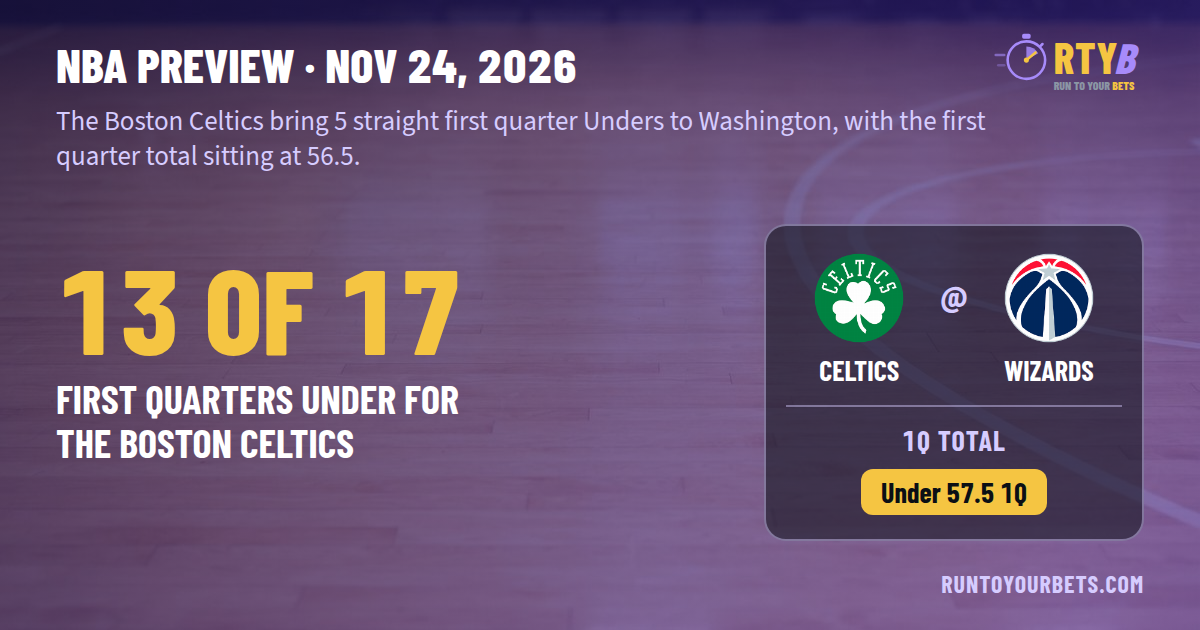 NBA PREVIEW · NOV 24, 2026
The Boston Celtics bring 5 straight first quarter Unders to Washington, with the first
quarter total sitting at 56.5.
RTYB
RUN TO YOUR BETS
13 OF 17
FIRST QUARTERS UNDER FOR
THE BOSTON CELTICS
CELTICS
@
CELTICS
WIZARDS
1Q TOTAL
Under 57.5 1Q
RUNTOYOURBETS.COM